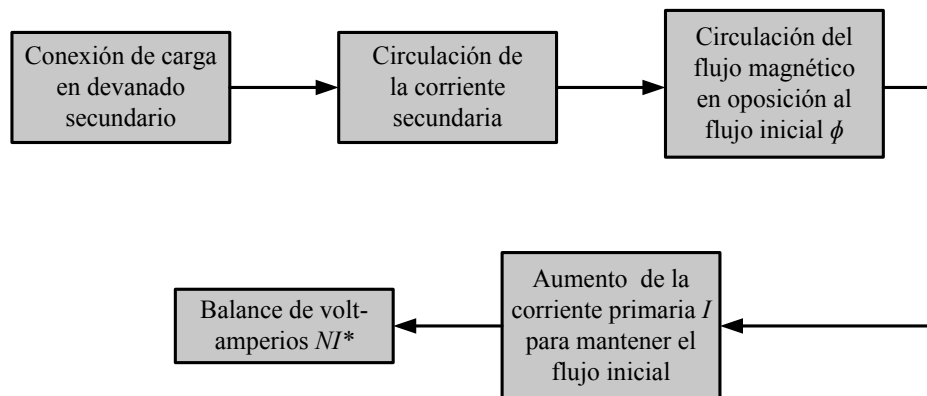 Conexión de carga
en devanado
secundario
Circulación de
la corriente
secundaria
Circulación del
flujo magnético
en oposición al
flujo inicial ϕ
Aumento de la
corriente primaria I
para mantener el
flujo inicial
Balance de volt-
amperios NI*